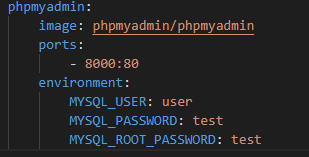 phpmyadmin:
    image: phpmyadmin/phpmyadmin
    ports:
        - 8000:80
    environment:
        MYSQL_USER: user
        MYSQL_PASSWORD: test
        MYSQL_ROOT_PASSWORD: test